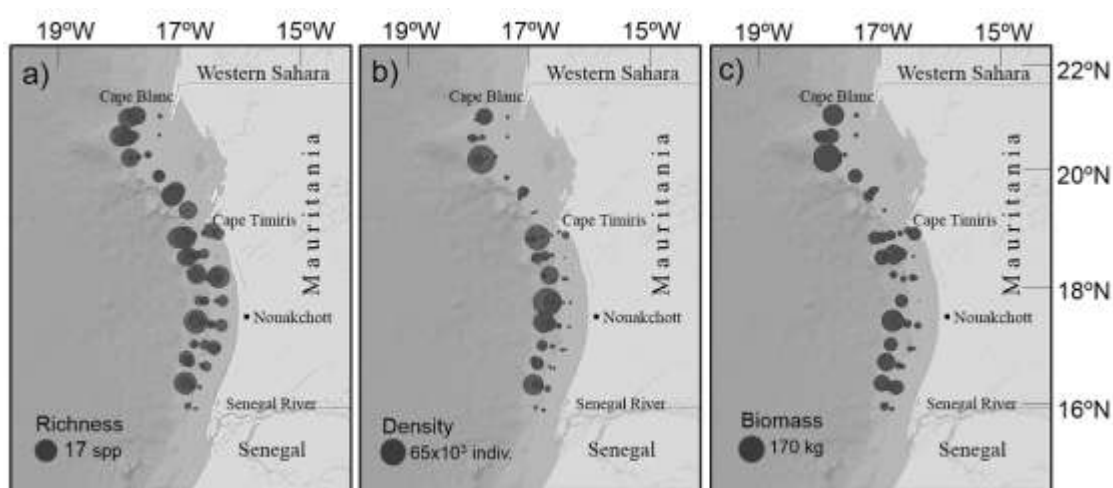 19ºW 17ºW 15ºW 19ºW 17ºW 15ºW 19ºW 17ºW 15ºW
a)
Western Sahara
Cape Blanc
Mauritania
Cape Timiris
Nouakchott
Senegal River
Richness
17 spp
Senegal
b)
Western Sahara
Cape Blanc
Mauritania
Cape Timiris
Nouakchott
Senegal River
Density
65x10³ indiv.
Senegal
c)
Western Sahara
Cape Blanc
Mauritania
Cape Timiris
Nouakchott
Senegal River
Biomass
170 kg
Senegal
22ºN
20ºN
18ºN
16ºN